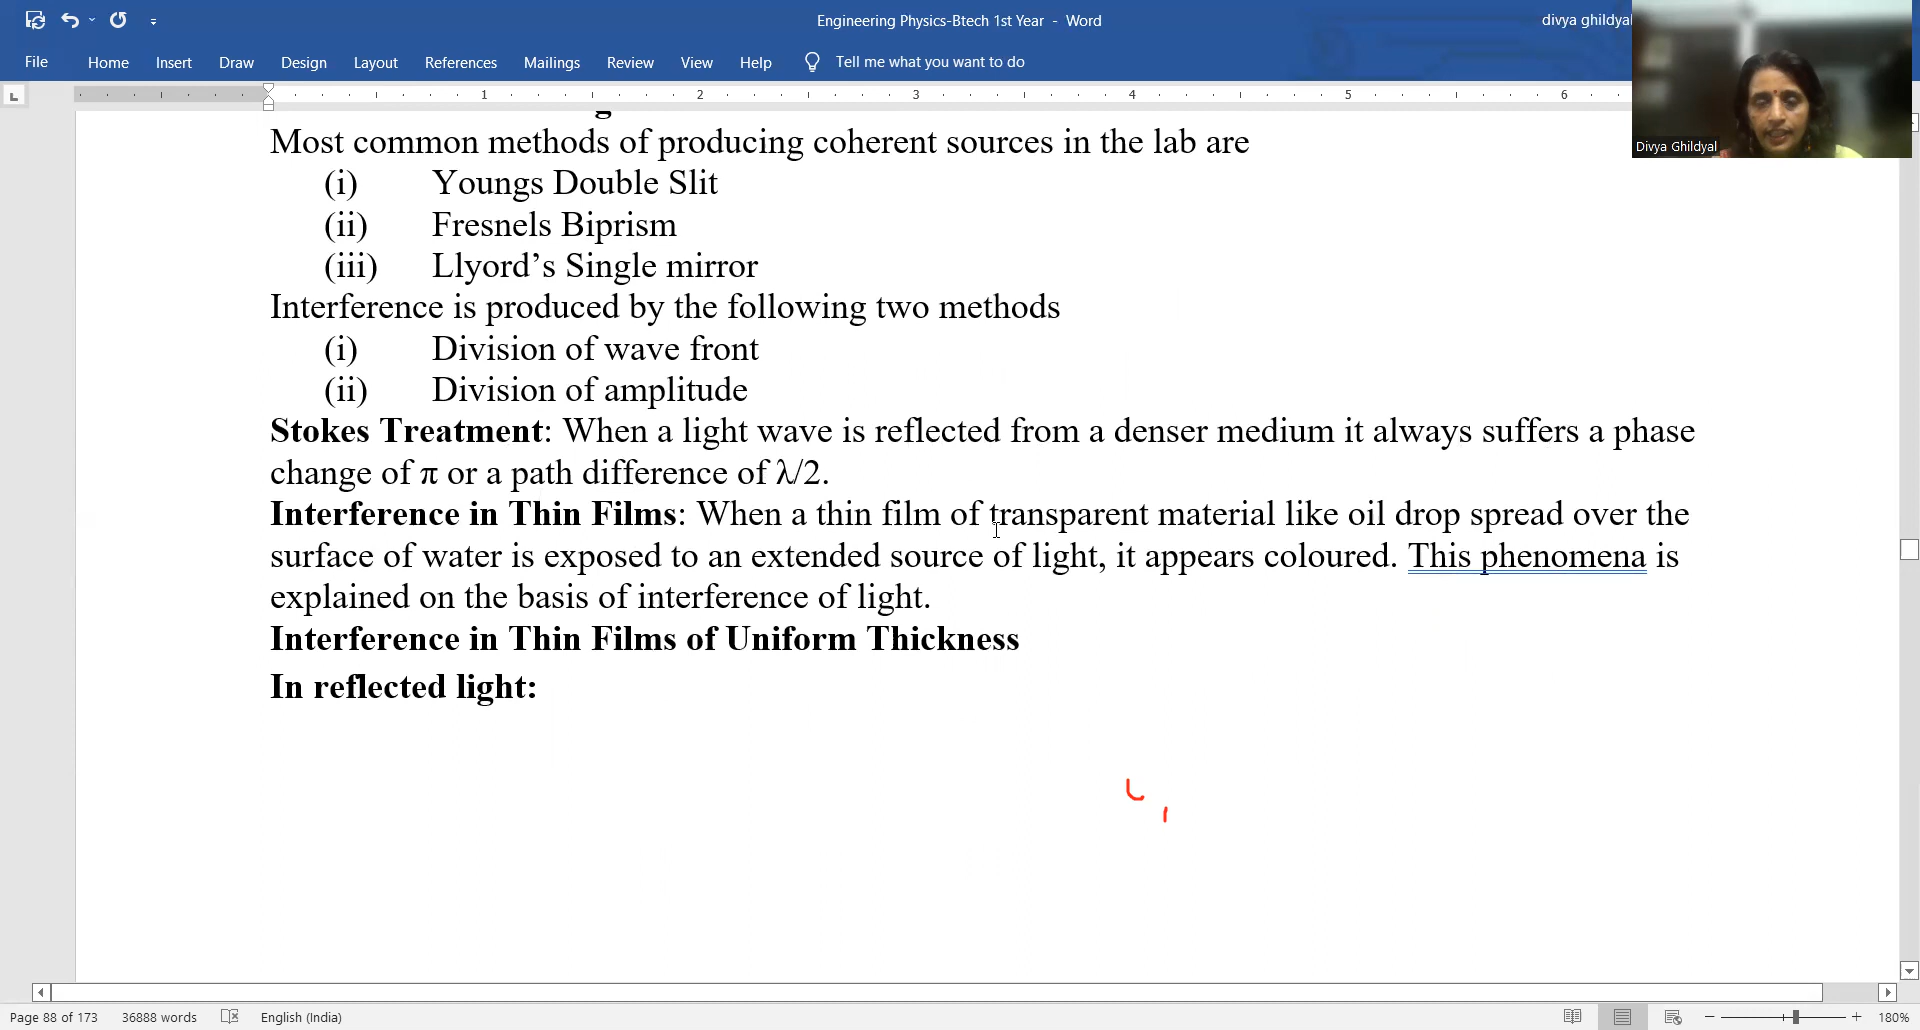 Engineering Physics-Btech 1st Year - Word
divya ghildyal
File Home Insert Draw Design Layout References Mailings Review View Help Tell me what you want to do
Divya Ghildyal
1 2 3 4 5 6
Most common methods of producing coherent sources in the lab are
(i) Youngs Double Slit
(ii) Fresnels Biprism
(iii) Llyord’s Single mirror
Interference is produced by the following two methods
(i) Division of wave front
(ii) Division of amplitude
Stokes Treatment: When a light wave is reflected from a denser medium it always suffers a phase
change of π or a path difference of λ/2.
Interference in Thin Films: When a thin film of transparent material like oil drop spread over the
surface of water is exposed to an extended source of light, it appears coloured. This phenomena is
explained on the basis of interference of light.
Interference in Thin Films of Uniform Thickness
In reflected light:
Page 88 of 173 36888 words English (India) 180%